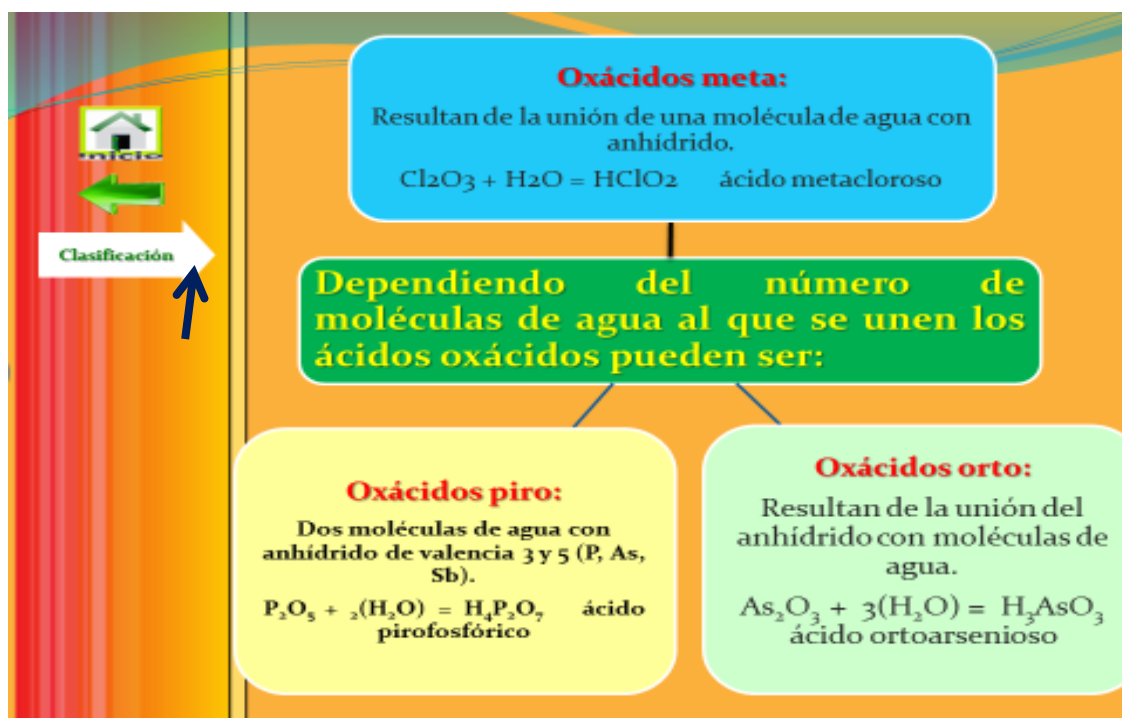 Oxácidos meta:
Resultan de la unión de una molécula de agua con
anhídrido.
Cl2O3 + H2O = HClO2 ácido metacloroso
inicio
Clasificación
Dependiendo del número de
moléculas de agua al que se unen los
ácidos oxácidos pueden ser:
Oxácidos piro:
Dos moléculas de agua con
anhídrido de valencia 3 y 5 (P, As,
Sb).
P₂O₅ + ₂(H₂O) = H₄P₂O₇ ácido
pirofosfórico
Oxácidos orto:
Resultan de la unión del
anhídrido con moléculas de
agua.
As₂O₃ + 3(H₂O) = H₃AsO₃
ácido ortoarsenioso